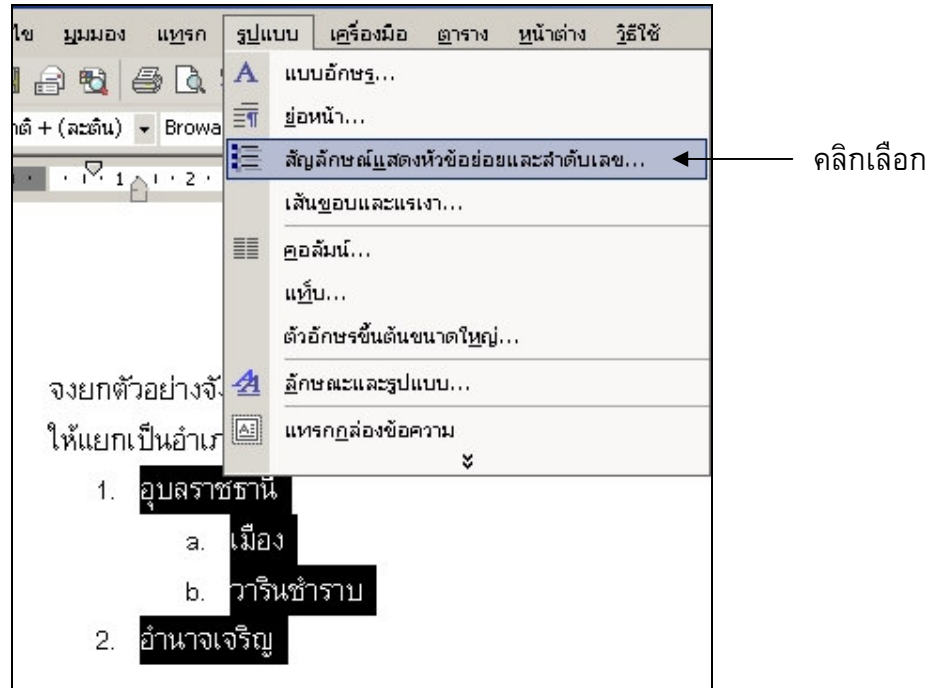 ไข มุมมอง แทรก รูปแบบ เครื่องมือ ตาราง หน้าต่าง วิธีใช้
แบบอักษร...
ย่อหน้า...
+ (ละติน) Browa
สัญลักษณ์แสดงหัวข้อย่อยและลำดับเลข... คลิกเลือก
1 2
เส้นขอบและแรเงา...
คอลัมน์...
แท็บ...
ตัวอักษรขึ้นต้นขนาดใหญ่...
จงยกตัวอย่างจัง
ลักษณะและรูปแบบ...
ให้แยกเป็นอำเภ
แทรกกล่องข้อความ
1. อุบลราชธานี
a. เมือง
b. วารินชำราบ
2. อำนาจเจริญ